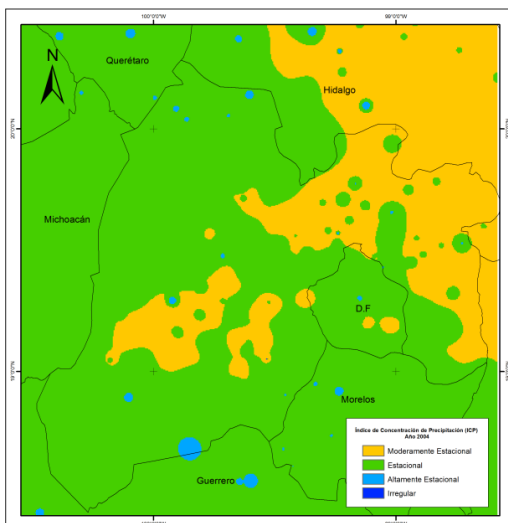 100°0'0"O
99°0'0"O
N
Querétaro
Hidalgo
Michoacán
D.F
Morelos
Guerrero
Índice de Concentración de Precipitación (ICP)
Año 2004
Moderamente Estacional
Estacional
Altamente Estacional
Irregular